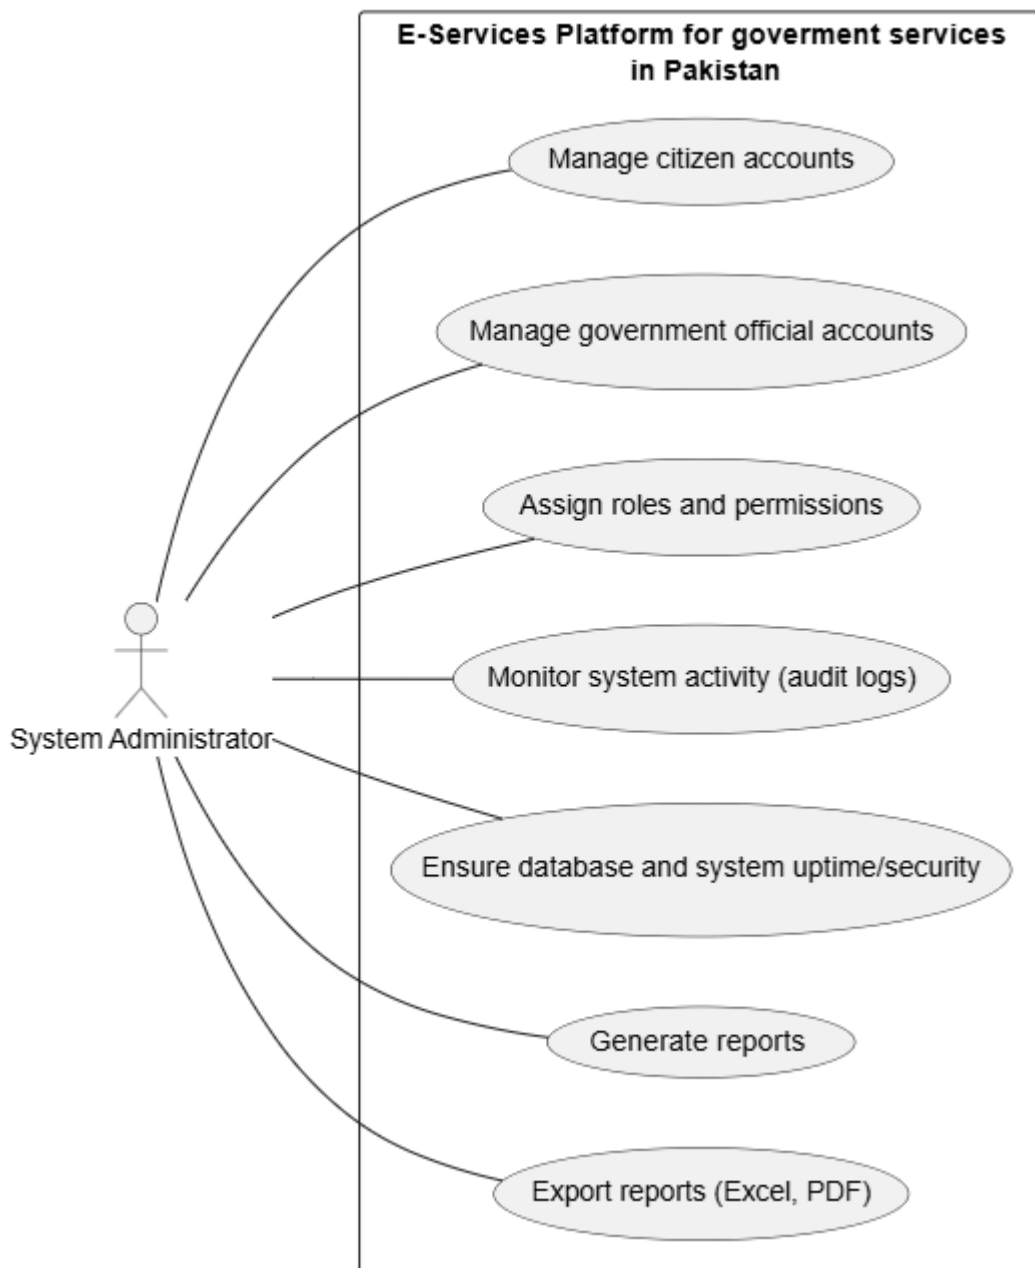 E-Services Platform for goverment services
in Pakistan
Manage citizen accounts
Manage government official accounts
Assign roles and permissions
Monitor system activity (audit logs)
System Administrator
Ensure database and system uptime/security
Generate reports
Export reports (Excel, PDF)